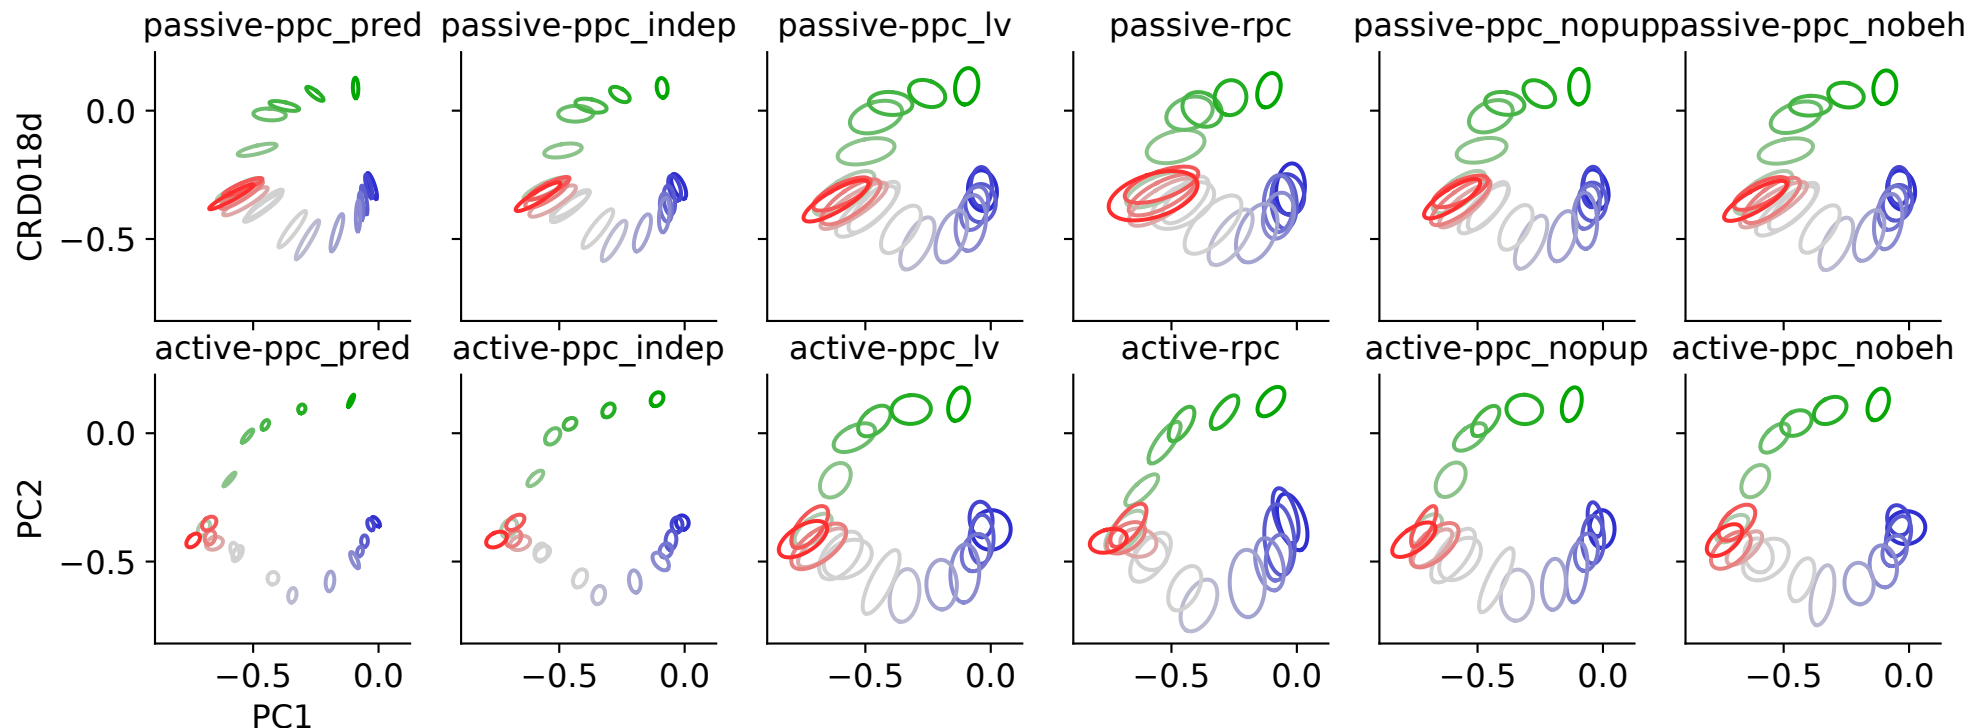 passive-ppc_pred passive-ppc_indep passive-ppc_lv passive-rpc passive-ppc_nopup passive-ppc_nobeh
CRD018d
0.0
−0.5
active-ppc_pred active-ppc_indep active-ppc_lv active-rpc active-ppc_nopup active-ppc_nobeh
PC2
0.0
−0.5
−0.5 0.0 −0.5 0.0 −0.5 0.0 −0.5 0.0 −0.5 0.0 −0.5 0.0
PC1